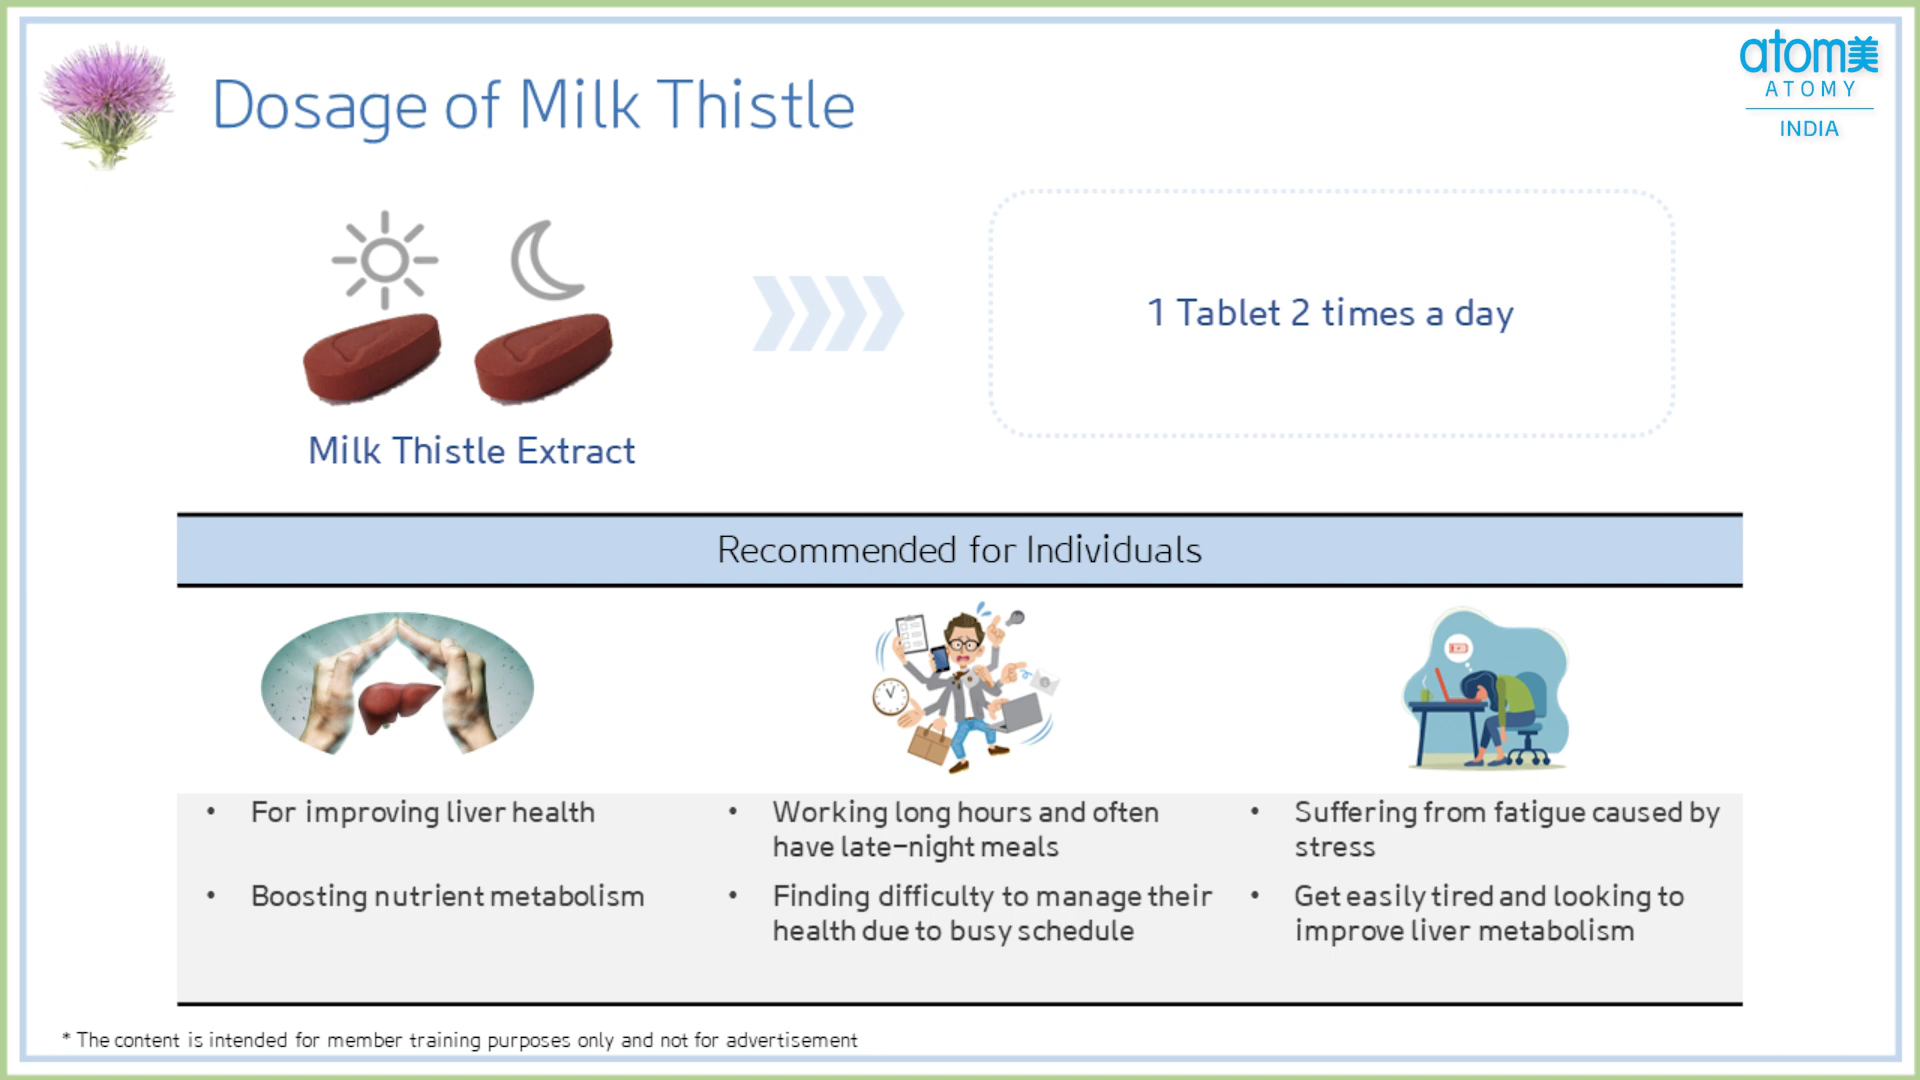 Dosage of Milk Thistle
atom美
ATOMY
INDIA
1 Tablet 2 times a day
Milk Thistle Extract
Recommended for Individuals
• For improving liver health
• Boosting nutrient metabolism
• Working long hours and often
have late-night meals
• Finding difficulty to manage their
health due to busy schedule
• Suffering from fatigue caused by
stress
• Get easily tired and looking to
improve liver metabolism
* The content is intended for member training purposes only and not for advertisement